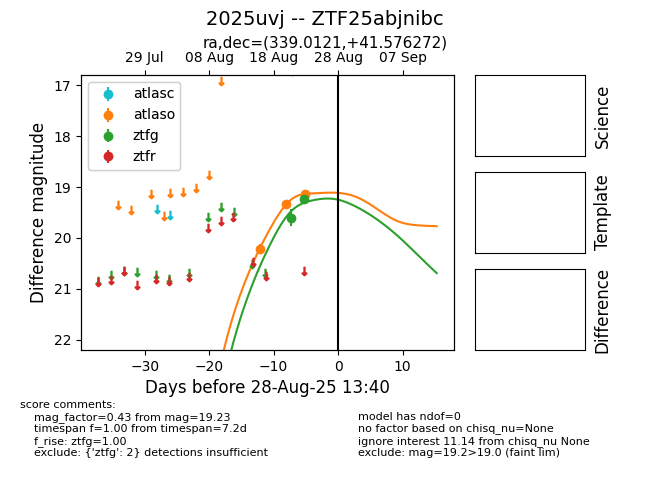 2025uvj -- ZTF25abjnibc
ra,dec=(339.0121,+41.576272)
29 Jul 08 Aug 18 Aug 28 Aug 07 Sep
atlasc
atlaso
ztfg
ztfr
17
18
19
20
21
22
Difference magnitude
−30 −20 −10 0 10
Days before 28-Aug-25 13:40
Science
Template
Difference
score comments:
mag_factor=0.43 from mag=19.23
timespan f=1.00 from timespan=7.2d
f_rise: ztfg=1.00
exclude: {'ztfg': 2} detections insufficient
model has ndof=0
no factor based on chisq_nu=None
ignore interest 11.14 from chisq_nu None
exclude: mag=19.2>19.0 (faint lim)